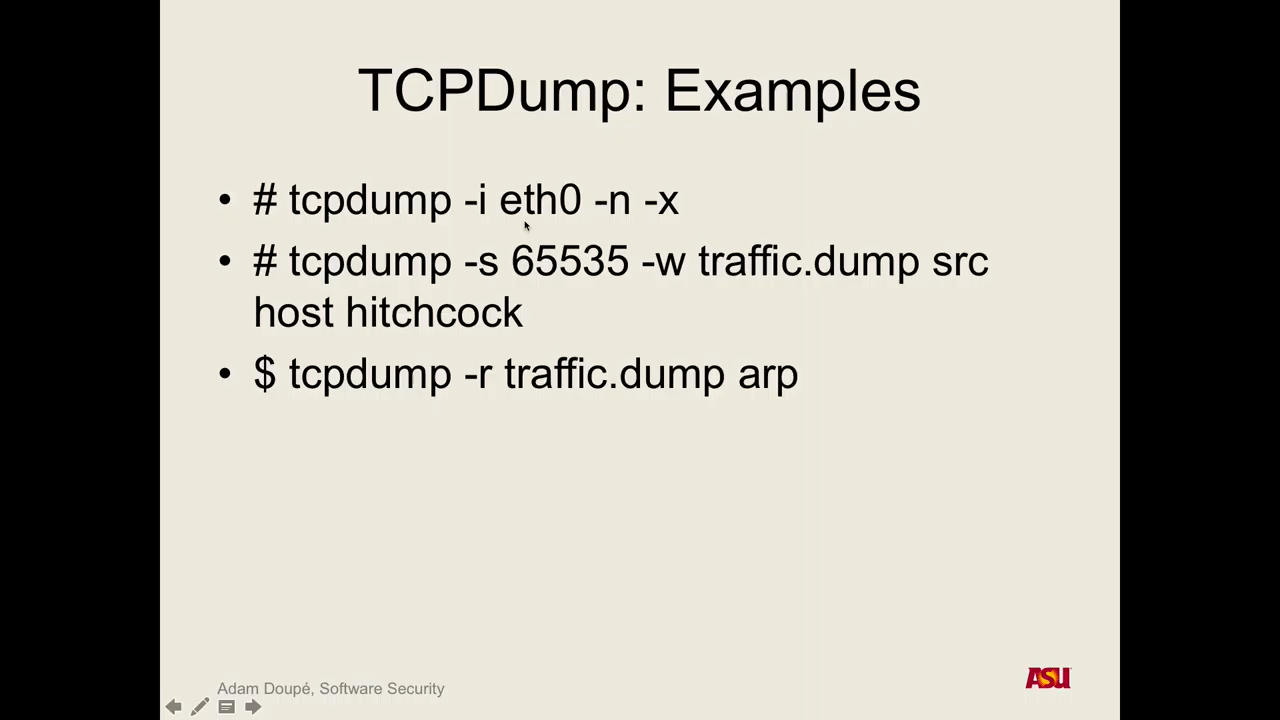 TCPDump: Examples
• # tcpdump -i eth0 -n -x
• # tcpdump -s 65535 -w traffic.dump src
host hitchcock
• $ tcpdump -r traffic.dump arp
Adam Doupé, Software Security
ASU